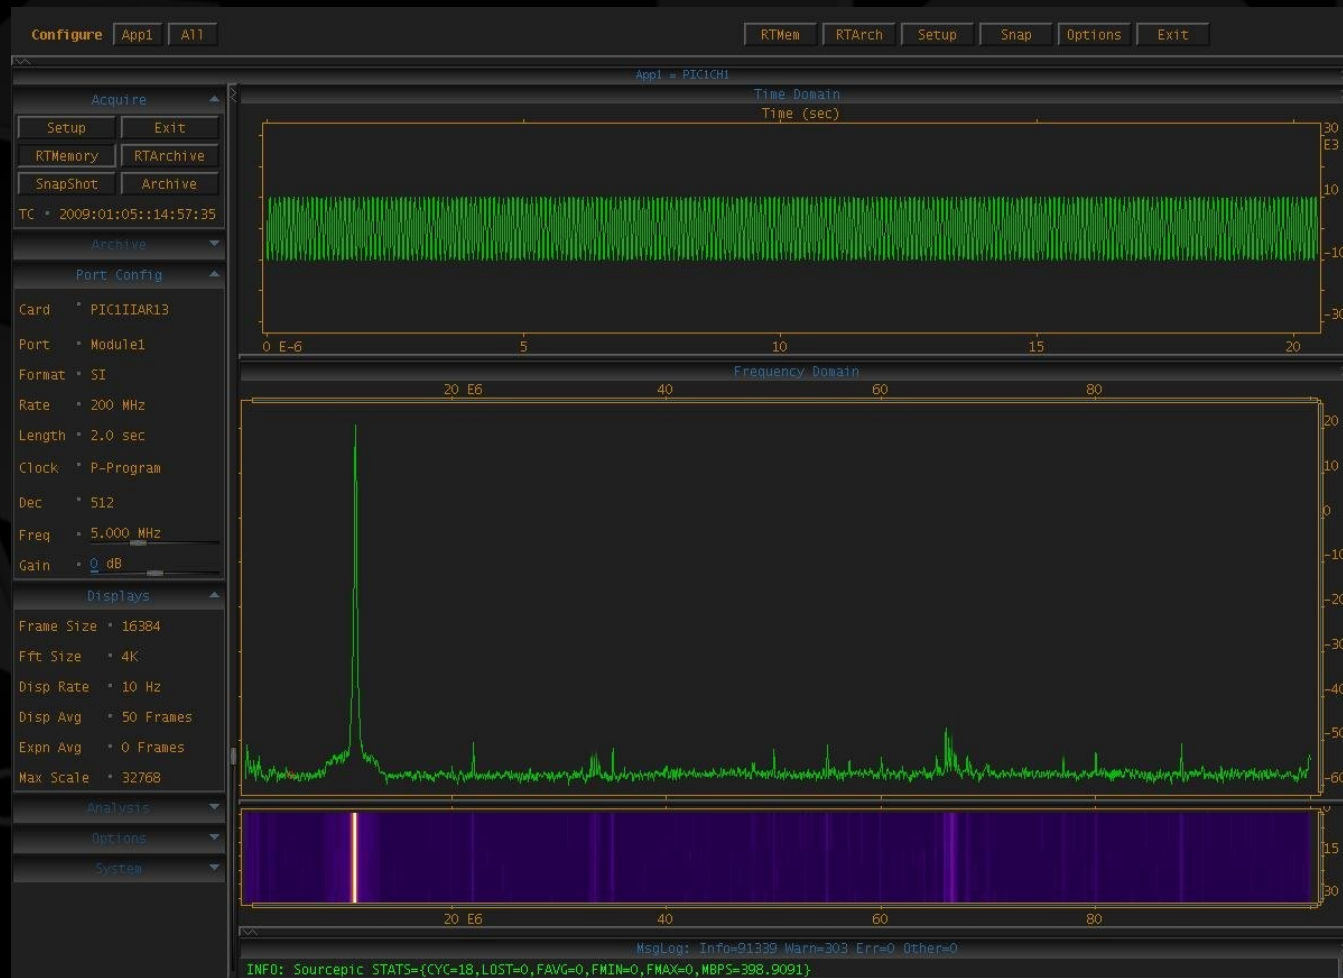 Configure App1 All RTMem RTArch Setup Snap Options Exit
App1 = PIC1CH1
Acquire
Setup Exit
RTMemory RTArchive
SnapShot Archive
TC 2009:01:05::14:57:35
Archive
Port Config
Card PIC1IIAR13
Port Module1
Format SI
Rate 200 MHz
Length 2.0 sec
Clock P-Program
Dec 512
Freq 5.000 MHz
Gain 0 dB
Displays
Frame Size 16384
Fft Size 4K
Disp Rate 10 Hz
Disp Avg 50 Frames
Expn Avg 0 Frames
Max Scale 32768
Analysis
Options
System
Time Domain
Time (sec)
30
E3
10
-10
-30
0 E-6 5 10 15 20
Frequency Domain
20 E6 40 60 80
20
10
0
-10
-20
-30
-40
-50
-60
0
15
30
20 E6 40 60 80
MsgLog: Info=91339 Warn=303 Err=0 Other=0
INFO: Sourcepic STATS={CYC=18,LOST=0,FAVG=0,FMIN=0,FMAX=0,MBPS=398.9091}